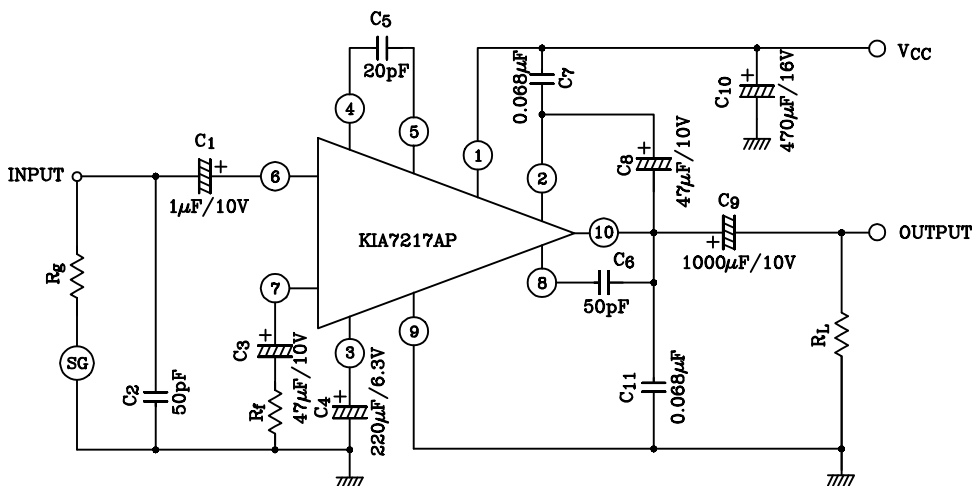 C5
20pF
4
5
C1
INPUT
1μF/10V
6
Rg
SG
C2
50pF
7
C3
47μF/10V
Rf
3
C4
220μF/6.3V
KIA7217AP
1
0.068μF
C7
2
C8
47μF/10V
C10
470μF/16V
VCC
10
C9
1000μF/10V
OUTPUT
8
C6
50pF
9
C11
0.068μF
RL
+
+
+
+
+
+